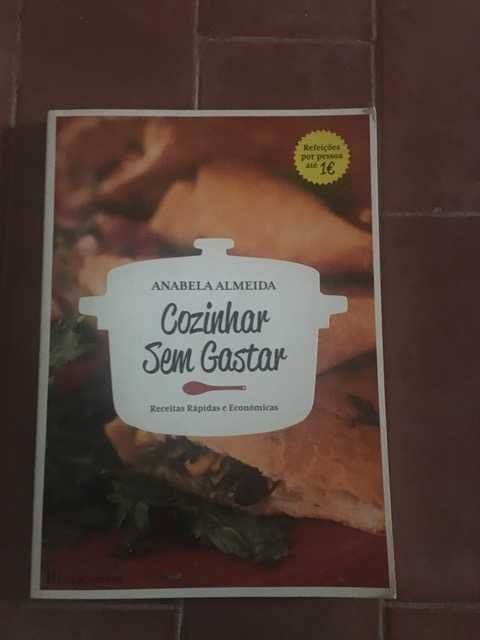 Refeições
por pessoa
até 1€
ANABELA ALMEIDA
Cozinhar
Sem Gastar
Receitas Rápidas e Económicas